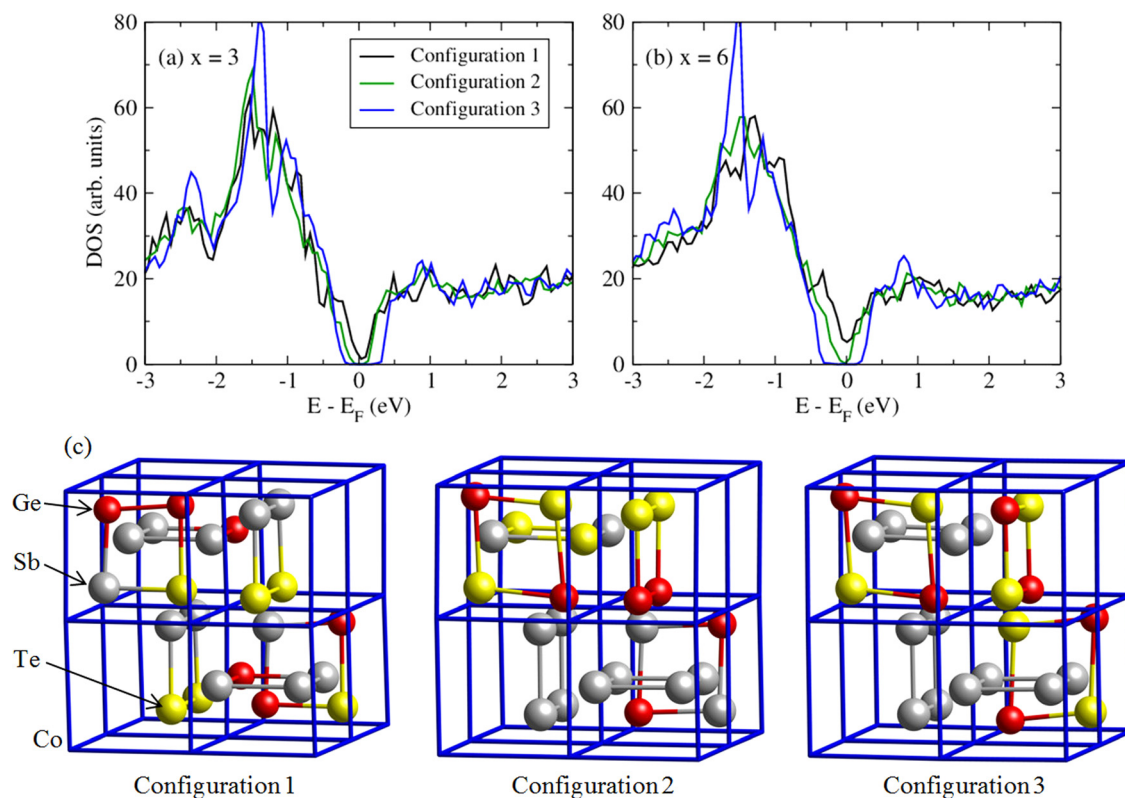 80
60
40
20
0
DOS (arb. units)
(a) x = 3
Configuration 1
Configuration 2
Configuration 3
-3 -2 -1 0 1 2 3
E - E_F (eV)
80
60
40
20
0
(b) x = 6
-3 -2 -1 0 1 2 3
E - E_F (eV)
(c)
Ge
Sb
Te
Co
Configuration 1 Configuration 2 Configuration 3